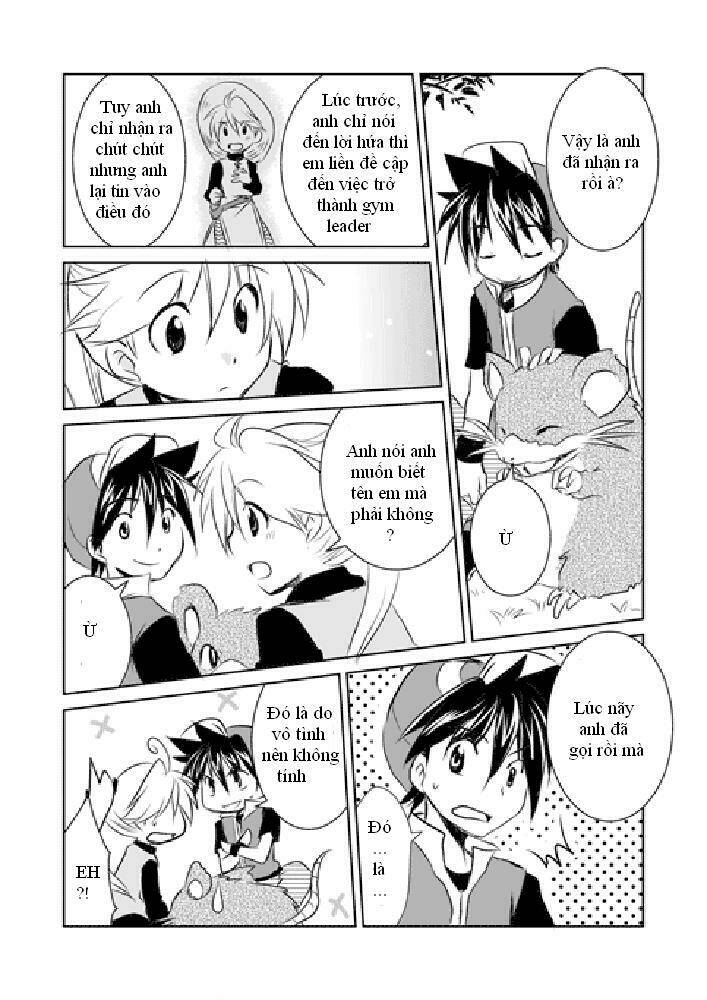 Vậy là anh
đã nhận ra
rồi à?
Ừ
Lúc trước,
anh chỉ nói
đến lời hứa thì
em liền đề cập
đến việc trở
thành gym
leader
Tuy anh
chỉ nhận ra
chút chút
nhưng anh
lại tin vào
điều đó
Anh nói anh
muốn biết
tên em mà
phải không
?
Ừ
Lúc nãy
anh đã
gọi rồi mà
Đó
...
là
...
Đó là do
vô tình
nên không
tính
EH
?!